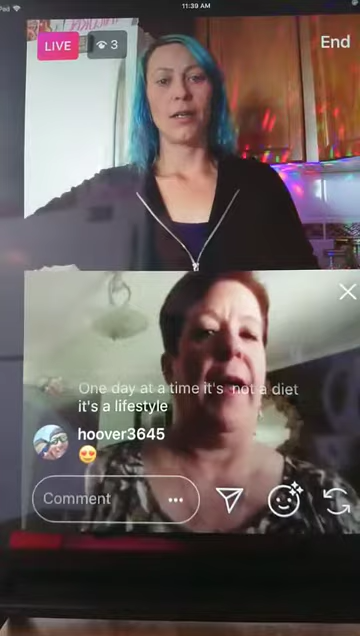 11:39 AM
LIVE
3
End
One day at a time it's not a diet
it's a lifestyle
hoover3645
Comment